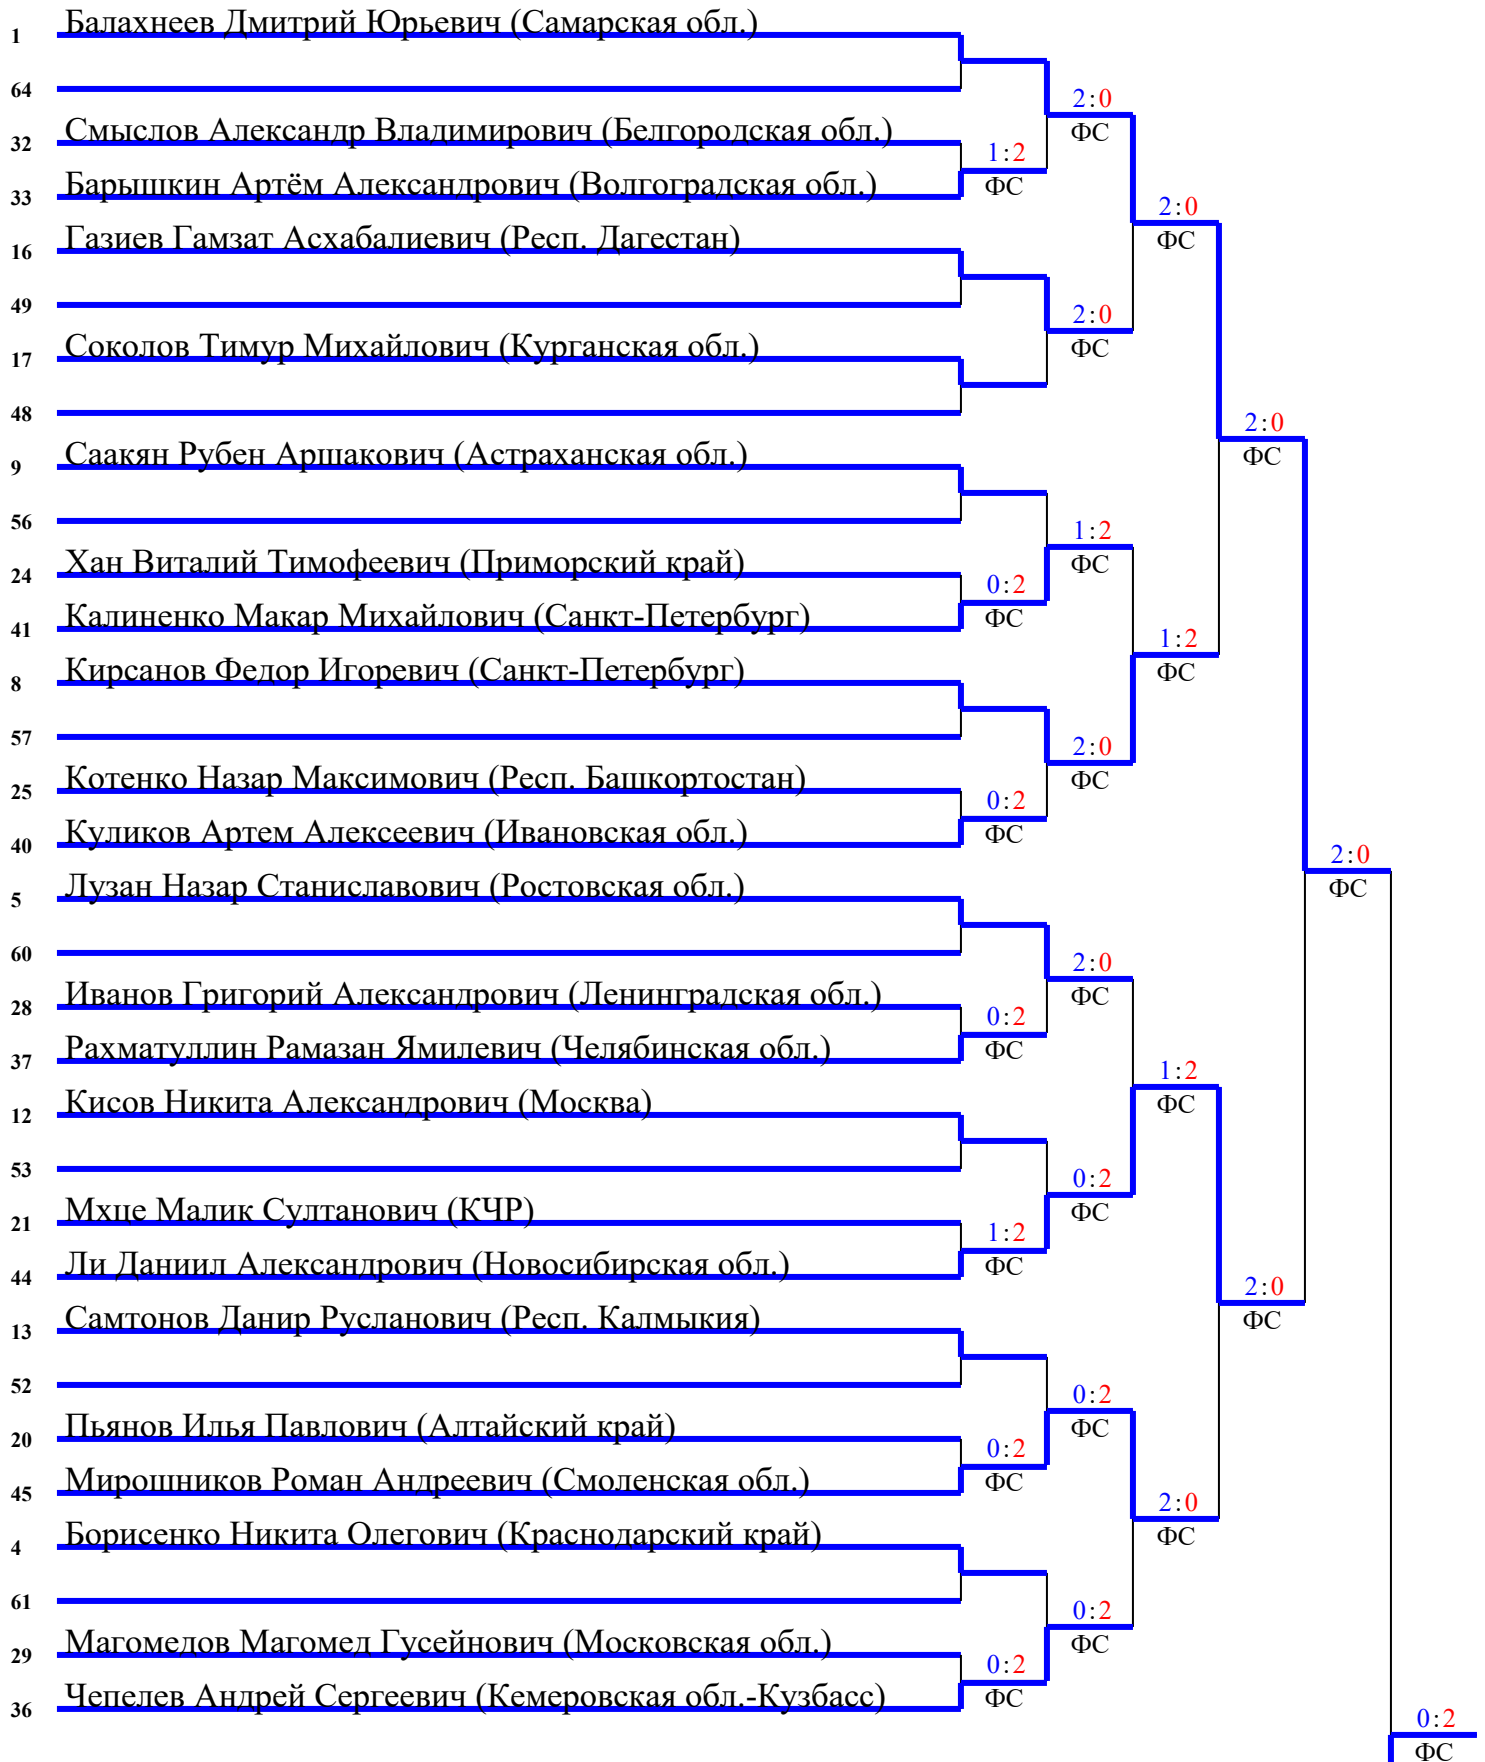 1 Балахнеев Дмитрий Юрьевич (Самарская обл.)
64
2:0
ФС
32 Смыслов Александр Владимирович (Белгородская обл.)
1:2
ФС
33 Барышкин Артём Александрович (Волгоградская обл.)
2:0
ФС
16 Газиев Гамзат Асхабалиевич (Респ. Дагестан)
49
2:0
ФС
17 Соколов Тимур Михайлович (Курганская обл.)
48
2:0
ФС
9 Саакян Рубен Аршакович (Астраханская обл.)
56
1:2
ФС
24 Хан Виталий Тимофеевич (Приморский край)
0:2
ФС
41 Калиненко Макар Михайлович (Санкт-Петербург)
1:2
ФС
8 Кирсанов Федор Игоревич (Санкт-Петербург)
57
2:0
ФС
25 Котенко Назар Максимович (Респ. Башкортостан)
0:2
ФС
40 Куликов Артем Алексеевич (Ивановская обл.)
2:0
ФС
5 Лузан Назар Станиславович (Ростовская обл.)
60
2:0
ФС
28 Иванов Григорий Александрович (Ленинградская обл.)
0:2
ФС
37 Рахматуллин Рамазан Ямилевич (Челябинская обл.)
1:2
ФС
12 Кисов Никита Александрович (Москва)
53
0:2
ФС
21 Мхце Малик Султанович (КЧР)
1:2
ФС
44 Ли Даниил Александрович (Новосибирская обл.)
2:0
ФС
13 Самтонов Данир Русланович (Респ. Калмыкия)
52
0:2
ФС
20 Пьянов Илья Павлович (Алтайский край)
0:2
ФС
45 Мирошников Роман Андреевич (Смоленская обл.)
2:0
ФС
4 Борисенко Никита Олегович (Краснодарский край)
61
0:2
ФС
29 Магомедов Магомед Гусейнович (Московская обл.)
0:2
ФС
36 Чепелев Андрей Сергеевич (Кемеровская обл.-Кузбасс)
0:2
ФС